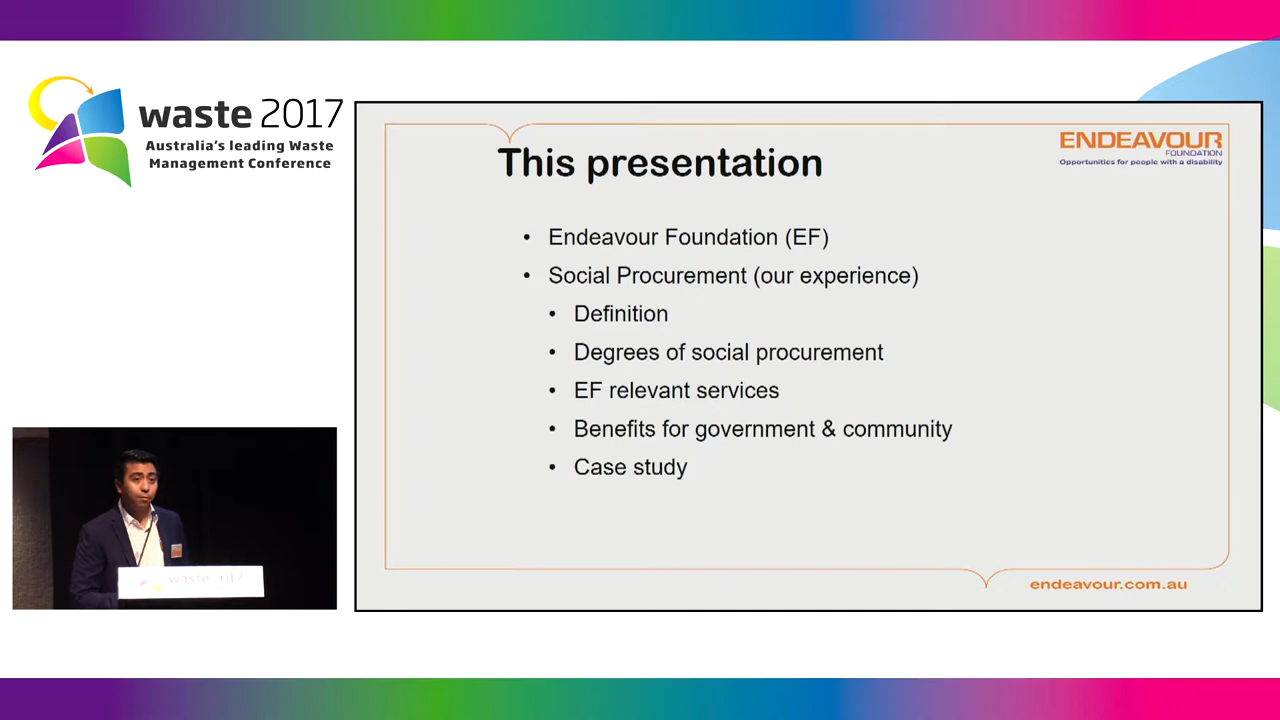 waste 2017
Australia's leading Waste
Management Conference
This presentation
ENDEAVOUR
FOUNDATION
Opportunities for people with a disability
• Endeavour Foundation (EF)
• Social Procurement (our experience)
• Definition
• Degrees of social procurement
• EF relevant services
• Benefits for government & community
• Case study
waste 2017
endeavour.com.au